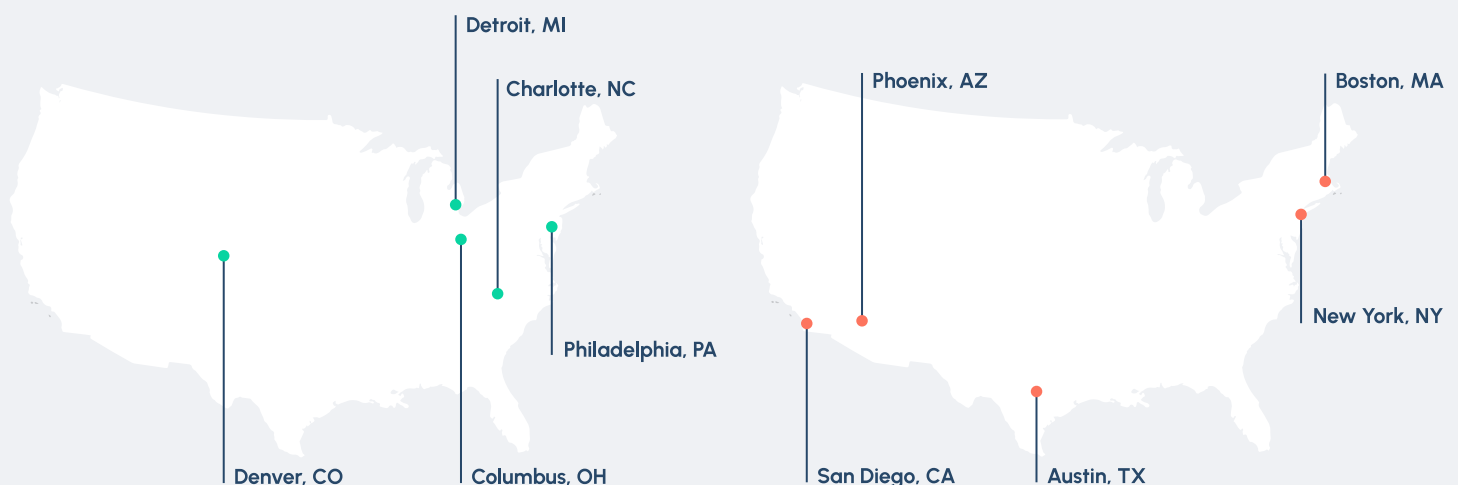 Detroit, MI
Charlotte, NC
Philadelphia, PA
Denver, CO
Columbus, OH
Phoenix, AZ
Boston, MA
New York, NY
San Diego, CA
Austin, TX